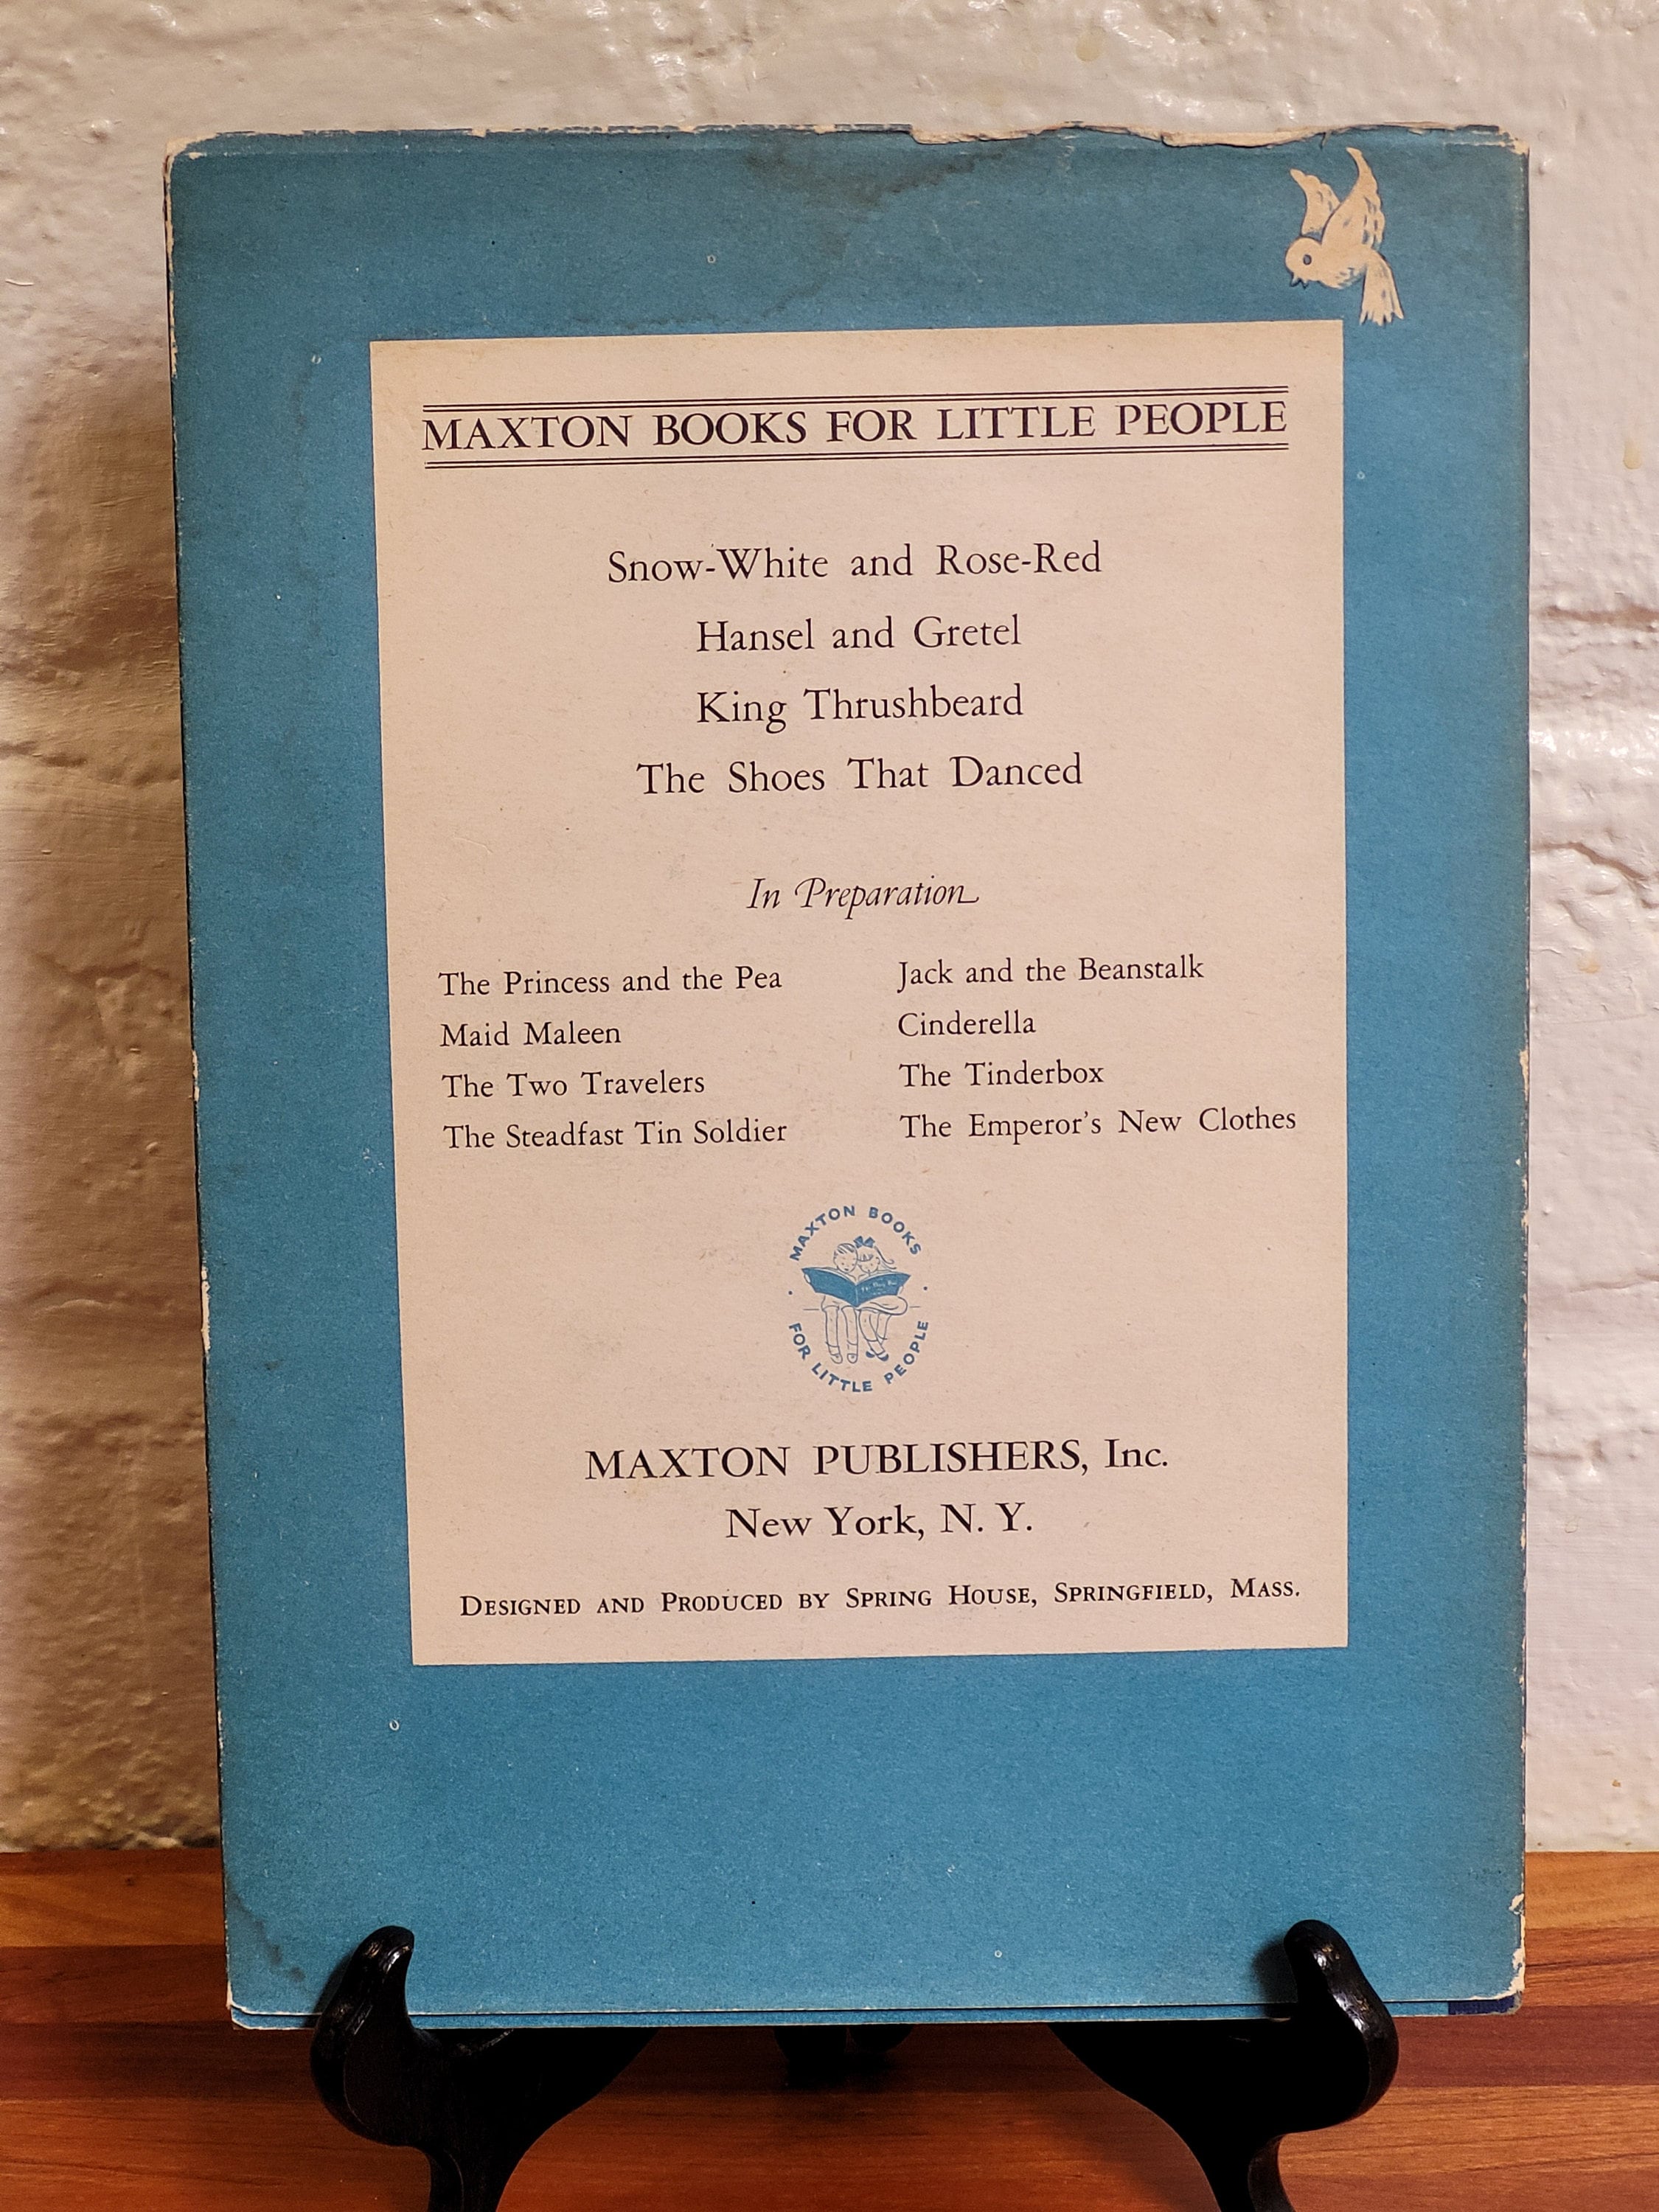 MAXTON BOOKS FOR LITTLE PEOPLE
Snow-White and Rose-Red
Hansel and Gretel
King Thrushbeard
The Shoes That Danced
In Preparation
The Princess and the Pea
Maid Maleen
The Two Travelers
The Steadfast Tin Soldier
Jack and the Beanstalk
Cinderella
The Tinderbox
The Emperor's New Clothes
MAXTON BOOKS
FOR LITTLE PEOPLE
MAXTON PUBLISHERS, Inc.
New York, N. Y.
DESIGNED AND PRODUCED BY SPRING HOUSE, SPRINGFIELD, MASS.